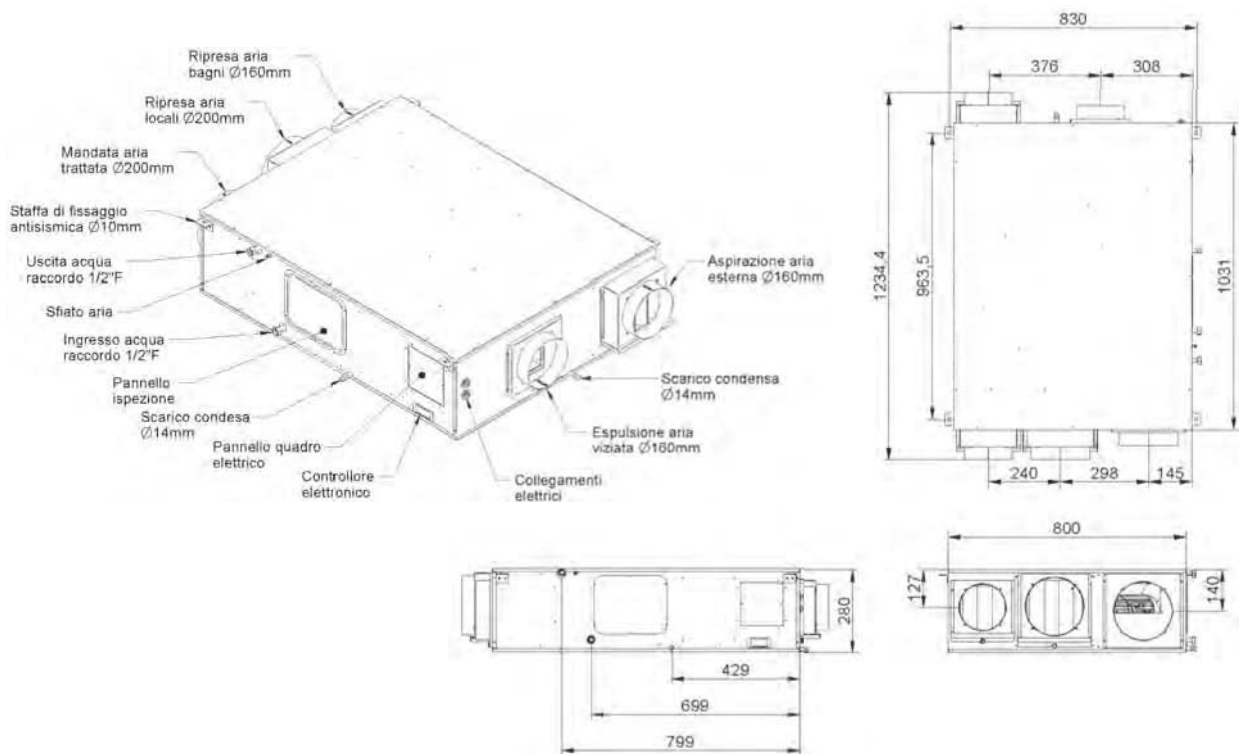 Ripresa aria
bagni Ø160mm
Ripresa aria
locali Ø200mm
Mandata aria
trattata Ø200mm
Staffa di fissaggio
antisismica Ø10mm
Uscita acqua
raccordo 1/2"F
Sfiato aria
Ingresso acqua
raccordo 1/2"F
Pannello
ispezione
Scarico condesa
Ø14mm
Pannello quadro
elettrico
Controllore
elettronico
Collegamenti
elettrici
Espulsione aria
viziata Ø160mm
Scarico condensa
Ø14mm
Aspirazione aria
esterna Ø160mm
830
376
308
1234.4
963.5
1031
240
298
145
280
429
699
799
800
127
140